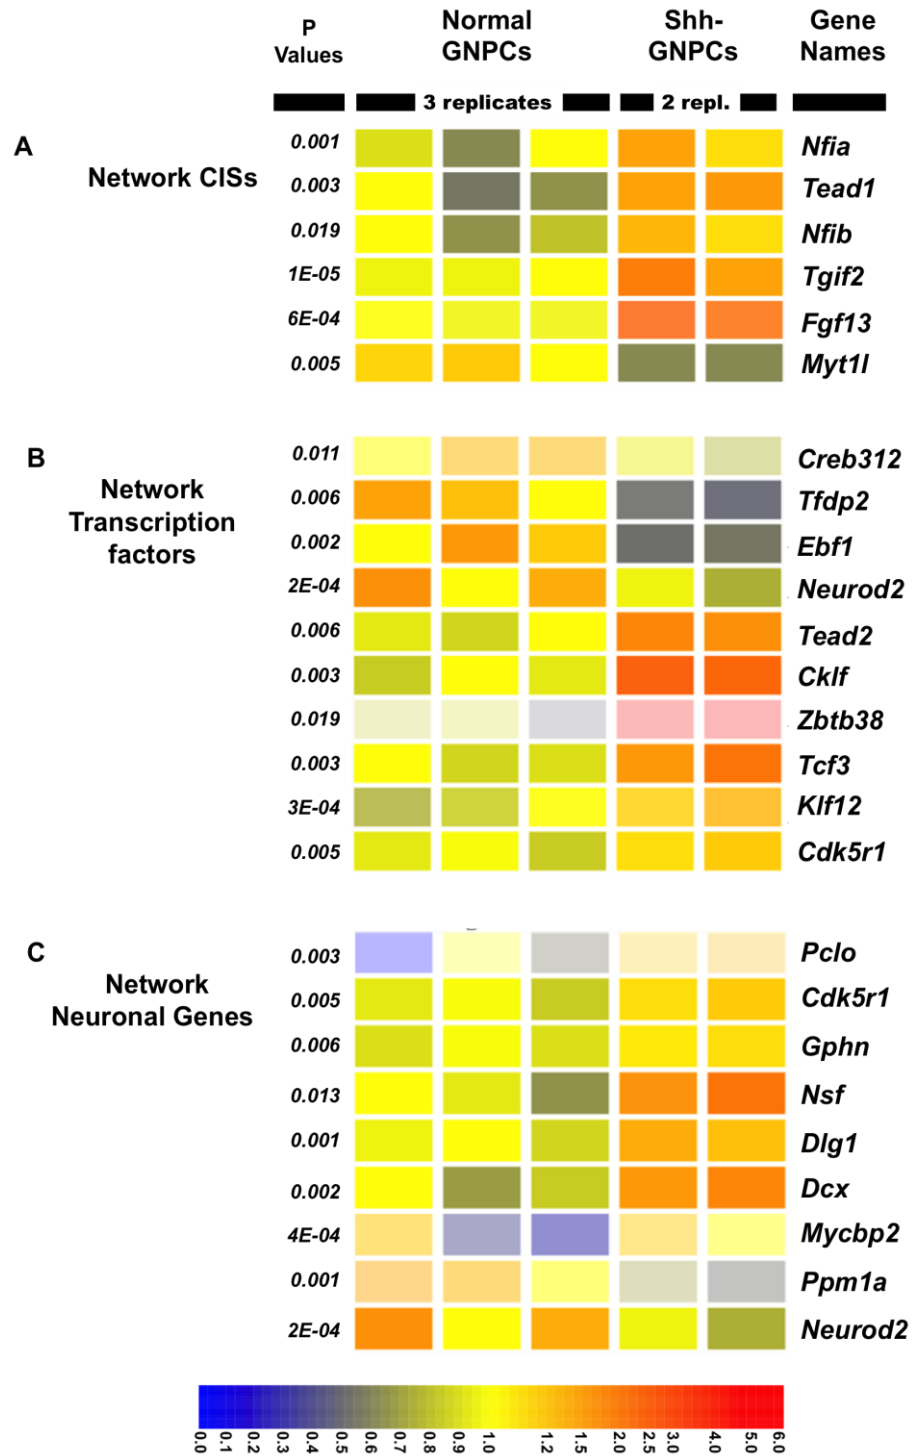 P Values
Normal GNPCs
Shh-GNPCs
Gene Names
3 replicates
2 repl.
A
Network CISs
0.001 Nfia
0.003 Tead1
0.019 Nfib
1E-05 Tgif2
6E-04 Fgf13
0.005 Myt1l
B
Network
Transcription
factors
0.011 Creb312
0.006 Tfdp2
0.002 Ebf1
2E-04 Neurod2
0.006 Tead2
0.003 Cklf
0.019 Zbtb38
0.003 Tcf3
3E-04 Klf12
0.005 Cdk5r1
C
Network
Neuronal Genes
0.003 Pclo
0.005 Cdk5r1
0.006 Gphn
0.013 Nsf
0.001 Dlg1
0.002 Dcx
4E-04 Mycbp2
0.001 Ppm1a
2E-04 Neurod2
0.0 0.1 0.2 0.3 0.4 0.5 0.6 0.7 0.8 0.9 1.0 1.2 1.5 2.0 2.5 3.0 4.0 5.0 6.0